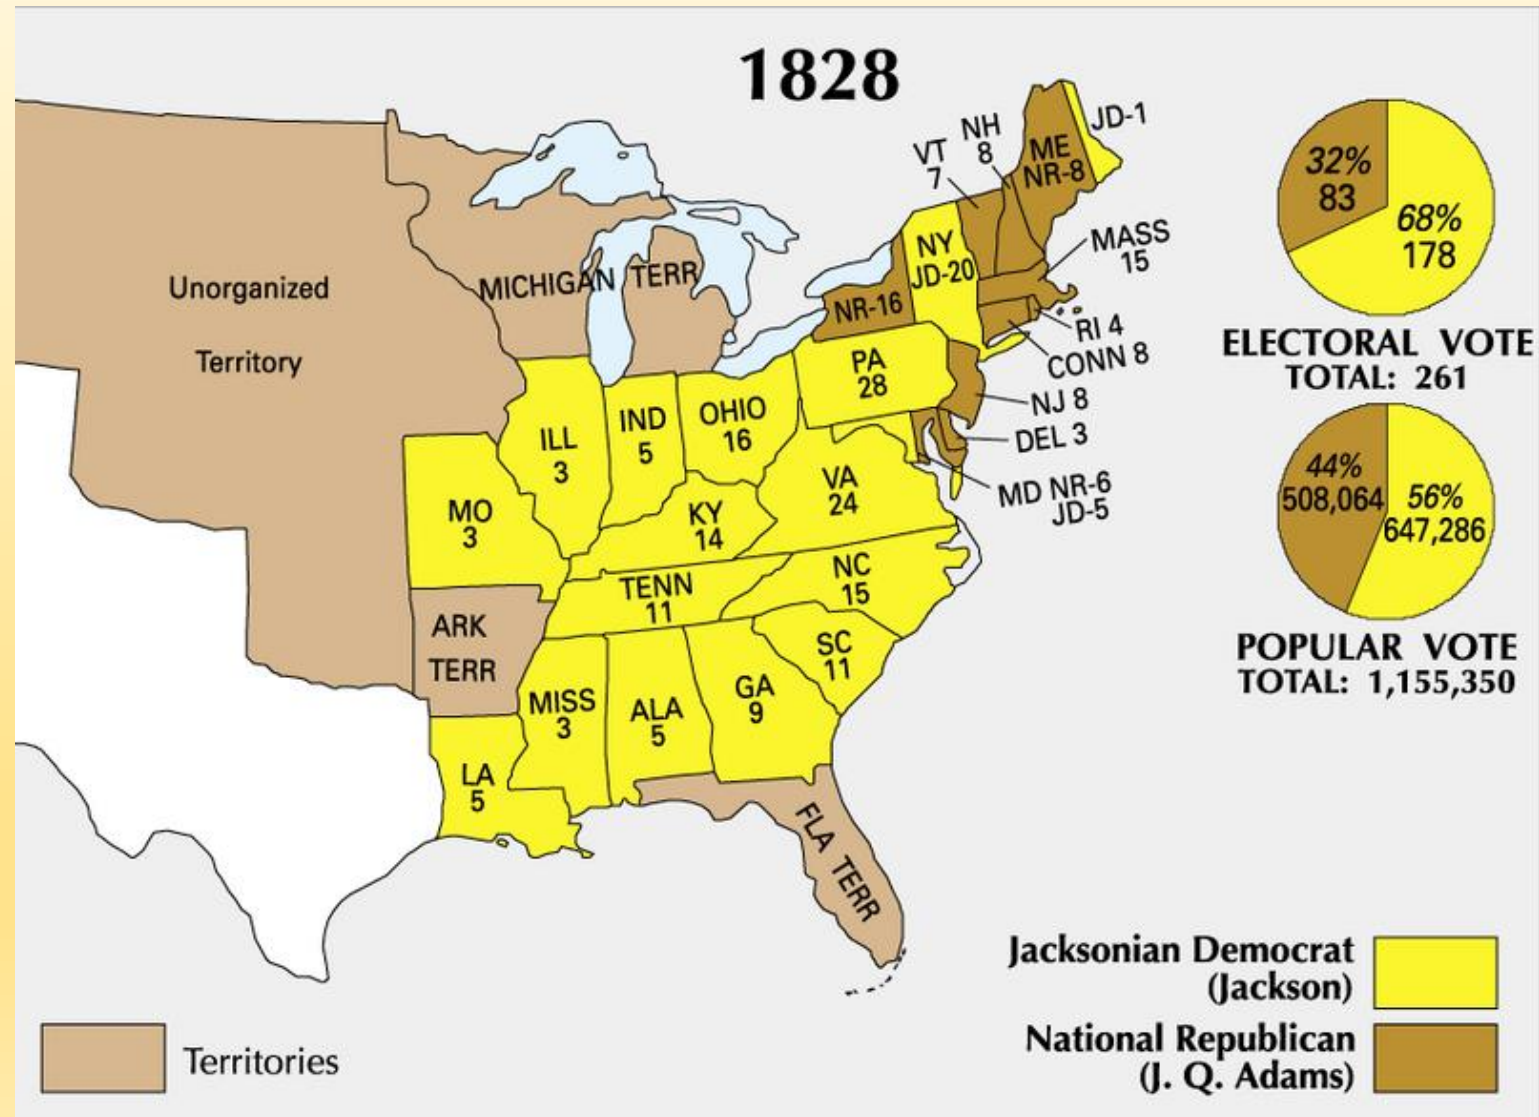 1828
Unorganized
Territory
MICHIGAN TERR
VT
7
NH
8
ME
NR-8
JD-1
MASS
15
NY
JD-20
NR-16
RI 4
CONN 8
PA
28
NJ 8
DEL 3
MD NR-6
JD-5
ILL
3
IND
5
OHIO
16
MO
3
KY
14
VA
24
TENN
11
NC
15
ARK
TERR
SC
11
MISS
3
ALA
5
GA
9
LA
5
FLA TERR
32%
83
68%
178
ELECTORAL VOTE
TOTAL: 261
44%
508,064
56%
647,286
POPULAR VOTE
TOTAL: 1,155,350
Jacksonian Democrat
(Jackson)
National Republican
(J. Q. Adams)
Territories